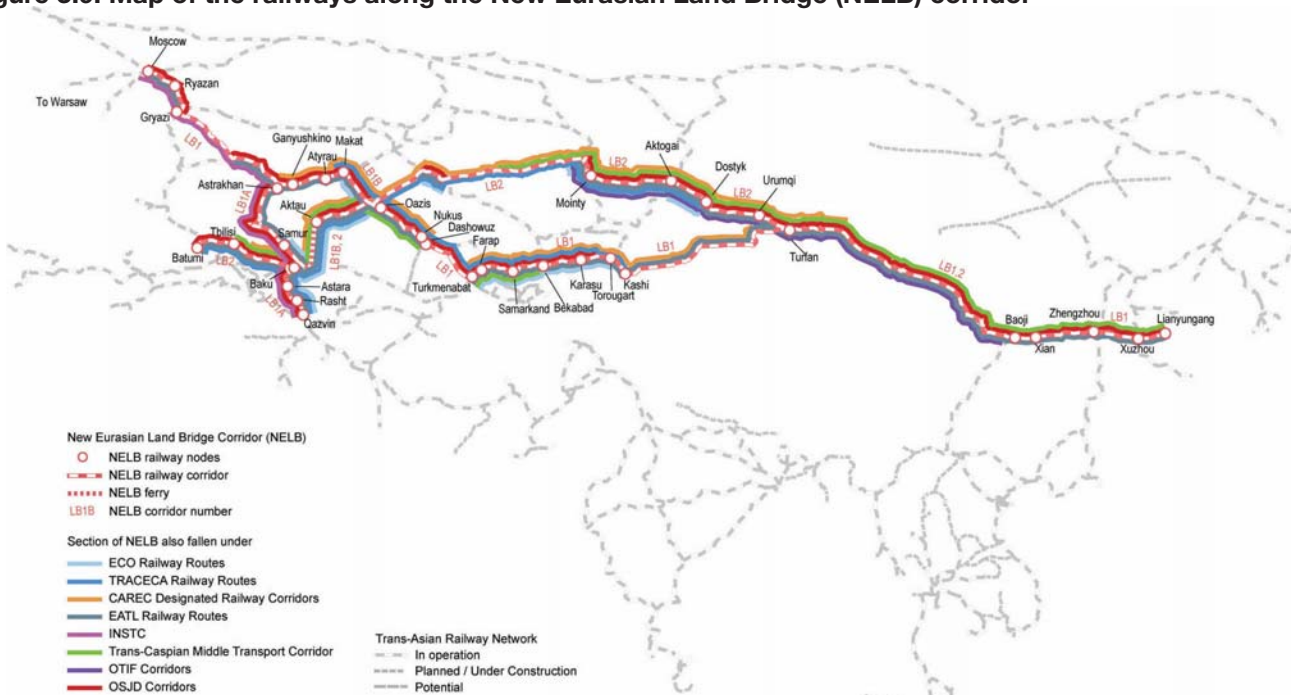 gure 3.3: Map of the railways along the New Eurasian Land Bridge (NELB) corridor
Moscow
Ryazan
To Warsaw
Gryazi
LB1
Ganyushkino
Makat
Atyrau
LB1B
Astrakhan
LB1A
Aktau
Oazis
LB2
LB2
Mointy
Aktogai
Dostyk
LB2
Urumqi
Turfan
Nukus
Dashowuz
Farap
Samur
Tbilisi
Batumi
LB2
LB1B, 2
Baku
Astara
Rasht
LB1A
Qazvin
LB1
Turkmenabat
Samarkand
Bekabad
LB1
Karasu
Torougart
Kashi
LB1
LB1,2
Baoji
Xian
Zhengzhou
LB1
Xuzhou
Lianyungang
New Eurasian Land Bridge Corridor (NELB)
NELB railway nodes
NELB railway corridor
NELB ferry
LB1B NELB corridor number
Section of NELB also fallen under
ECO Railway Routes
TRACECA Railway Routes
CAREC Designated Railway Corridors
EATL Railway Routes
INSTC
Trans-Caspian Middle Transport Corridor
OTIF Corridors
OSJD Corridors
Trans-Asian Railway Network
In operation
Planned / Under Construction
Potential